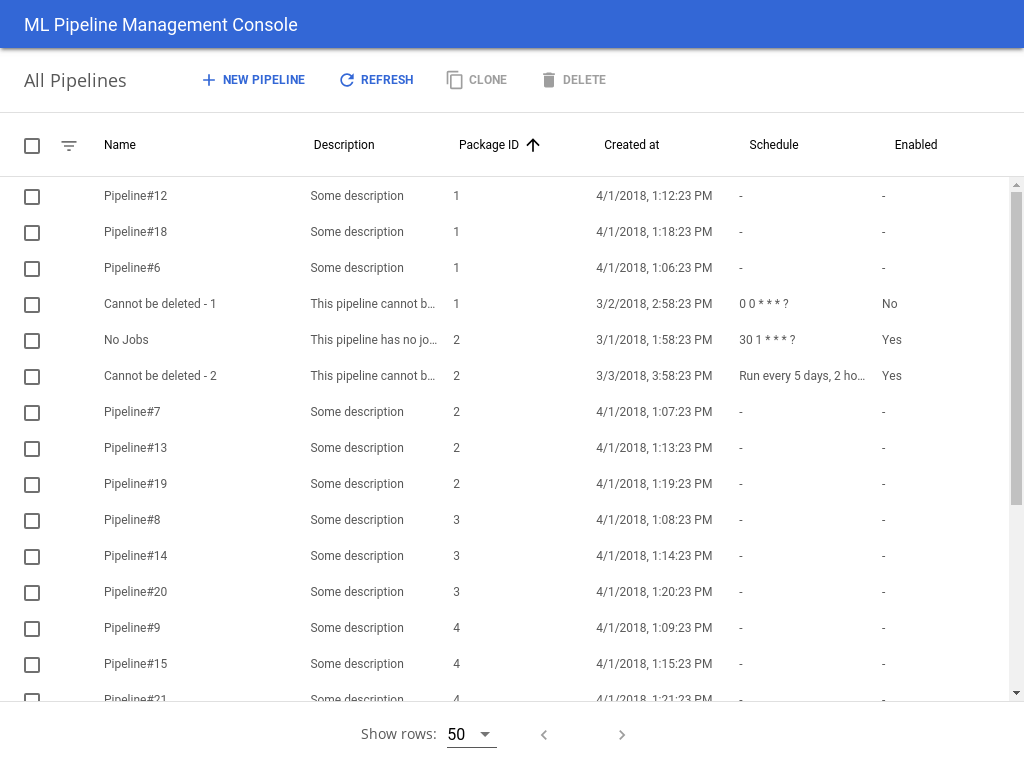 ML Pipeline Management Console
All Pipelines NEW PIPELINE REFRESH CLONE DELETE
Name Description Package ID Created at Schedule Enabled
Pipeline#12 Some description 1 4/1/2018, 1:12:23 PM - -
Pipeline#18 Some description 1 4/1/2018, 1:18:23 PM - -
Pipeline#6 Some description 1 4/1/2018, 1:06:23 PM - -
Cannot be deleted - 1 This pipeline cannot b... 1 3/2/2018, 2:58:23 PM 0 0 * * * ? No
No Jobs This pipeline has no jo... 2 3/1/2018, 1:58:23 PM 30 1 * * * ? Yes
Cannot be deleted - 2 This pipeline cannot b... 2 3/3/2018, 3:58:23 PM Run every 5 days, 2 ho... Yes
Pipeline#7 Some description 2 4/1/2018, 1:07:23 PM - -
Pipeline#13 Some description 2 4/1/2018, 1:13:23 PM - -
Pipeline#19 Some description 2 4/1/2018, 1:19:23 PM - -
Pipeline#8 Some description 3 4/1/2018, 1:08:23 PM - -
Pipeline#14 Some description 3 4/1/2018, 1:14:23 PM - -
Pipeline#20 Some description 3 4/1/2018, 1:20:23 PM - -
Pipeline#9 Some description 4 4/1/2018, 1:09:23 PM - -
Pipeline#15 Some description 4 4/1/2018, 1:15:23 PM - -
Pipeline#21 Some description 4 4/1/2018, 1:21:23 PM
Show rows: 50